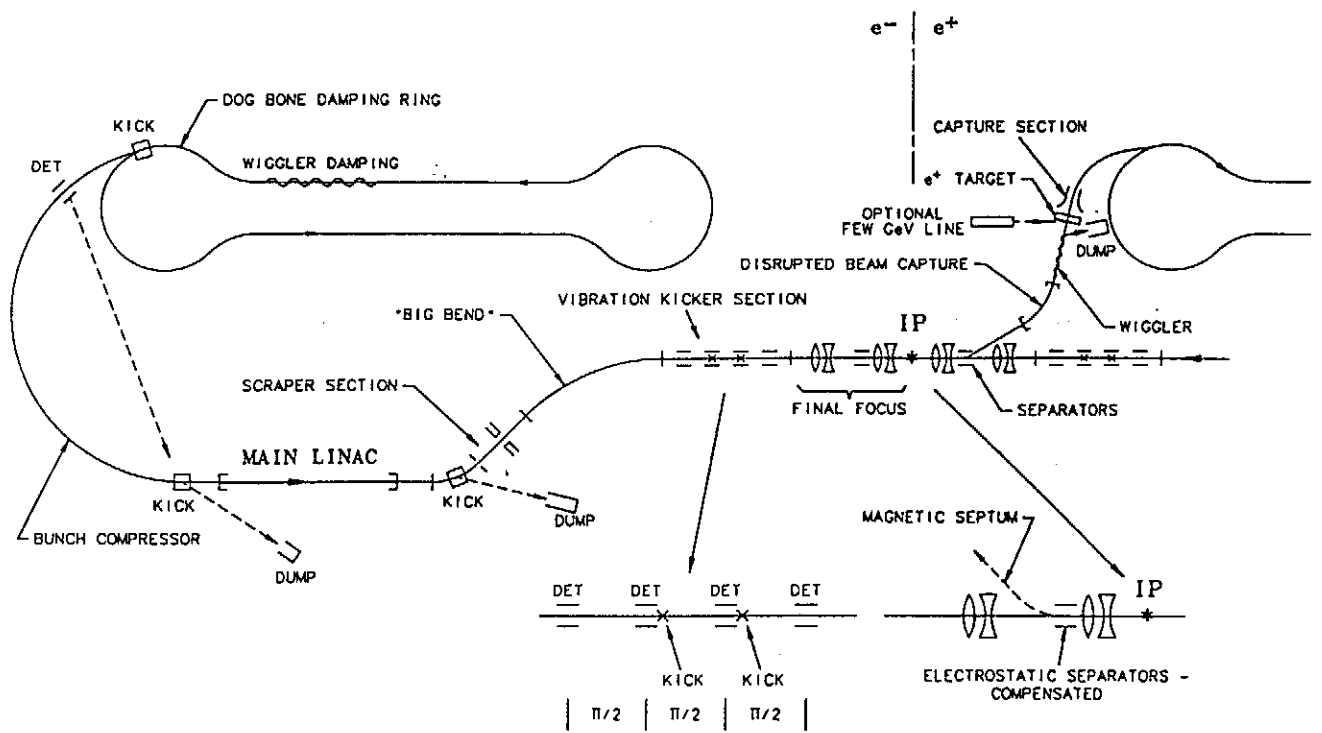 e⁻ e⁺
DOG BONE DAMPING RING
KICK
CAPTURE SECTION
DET
WIGGLER DAMPING
e⁺ TARGET
OPTIONAL
FEW GeV LINE
DUMP
DISRUPTED BEAM CAPTURE
VIBRATION KICKER SECTION
"BIG BEND"
IP
WIGGLER
SCRAPER SECTION
FINAL FOCUS
SEPARATORS
MAIN LINAC
KICK
KICK
BUNCH COMPRESSOR
DUMP
DUMP
MAGNETIC SEPTUM
DET DET DET DET
IP
KICK KICK
ELECTROSTATIC SEPARATORS -
COMPENSATED
Π/2 Π/2 Π/2